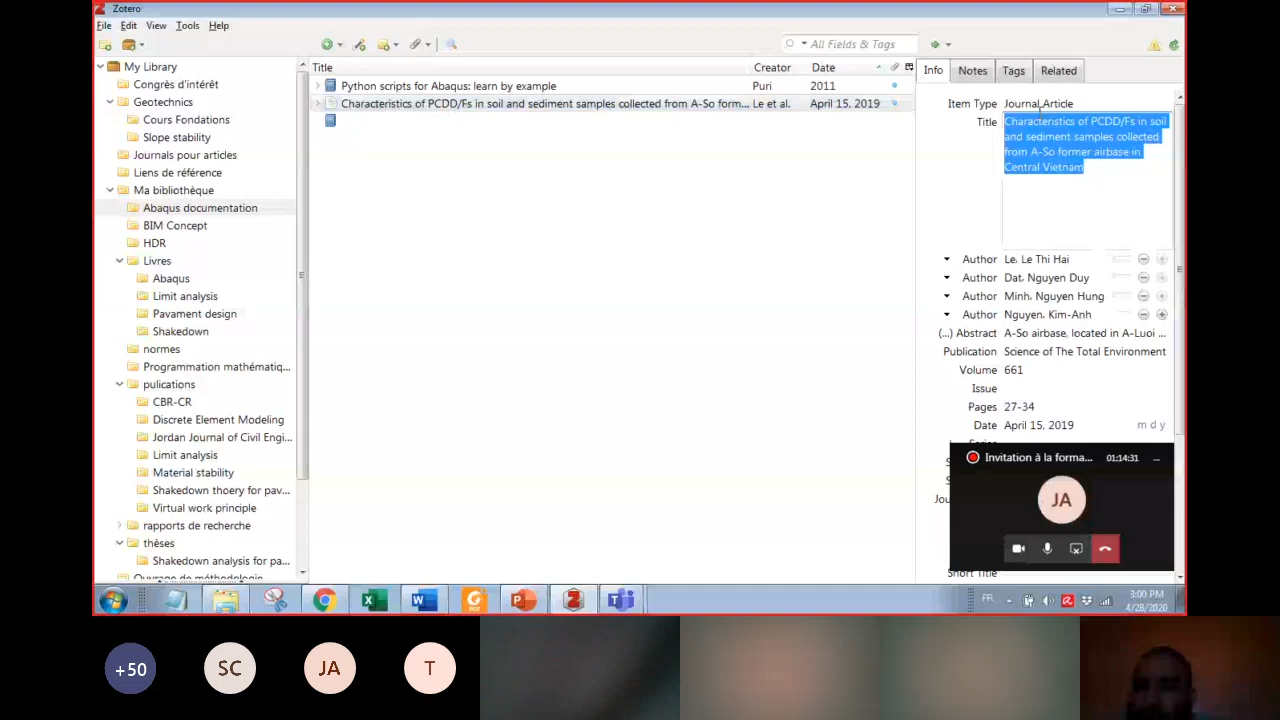 Zotero
File Edit View Tools Help
All Fields & Tags
My Library
Congrès d'intérêt
Geotechnics
Cours Fondations
Slope stability
Journals pour articles
Liens de référence
Ma bibliothèque
Abaqus documentation
BIM Concept
HDR
Livres
Abaqus
Limit analysis
Pavament design
Shakedown
normes
Programmation mathématiq...
pulications
CBR-CR
Discrete Element Modeling
Jordan Journal of Civil Engi...
Limit analysis
Material stability
Shakedown thoery for pav...
Virtual work principle
rapports de recherche
thèses
Shakedown analysis for pa...
Ouvrage de méthodologie
Title Creator Date
Python scripts for Abaqus: learn by example Puri 2011
Characteristics of PCDD/Fs in soil and sediment samples collected from A-So form... Le et al. April 15, 2019
Info Notes Tags Related
Item Type Journal Article
Title Characteristics of PCDD/Fs in soil
and sediment samples collected
from A-So former airbase in
Central Vietnam
Author Le, Le Thi Hai
Author Dat, Nguyen Duy
Author Minh, Nguyen Hung
Author Nguyen, Kim-Anh
(...) Abstract A-So airbase, located in A-Luoi ...
Publication Science of The Total Environment
Volume 661
Issue
Pages 27-34
Date April 15, 2019 m d y
Series
Jou
Short Title
Invitation à la forma... 01:14:31
JA
FR
3:00 PM
4/28/2020
+50 SC JA T